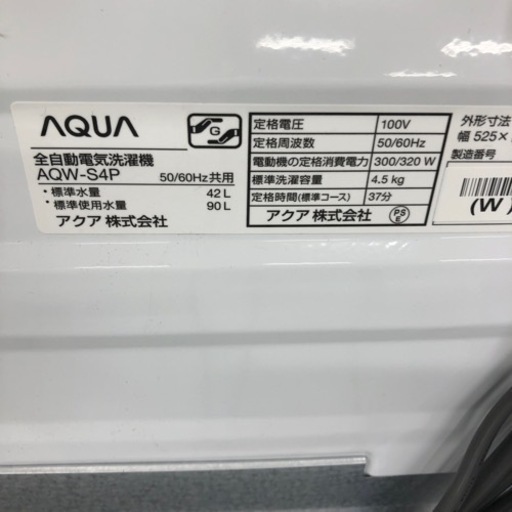 AQUA
G
全自動電気洗濯機
AQW-S4P 50/60Hz共用
・標準水量 42L
・標準使用水量 90L
アクア株式会社
定格電圧 100V
定格周波数 50/60Hz
電動機の定格消費電力 300/320 W
標準洗濯容量 4.5 kg
定格時間(標準コース) 37分
アクア株式会社
PS
E
外形寸法
幅 525×
製造番号
(W)